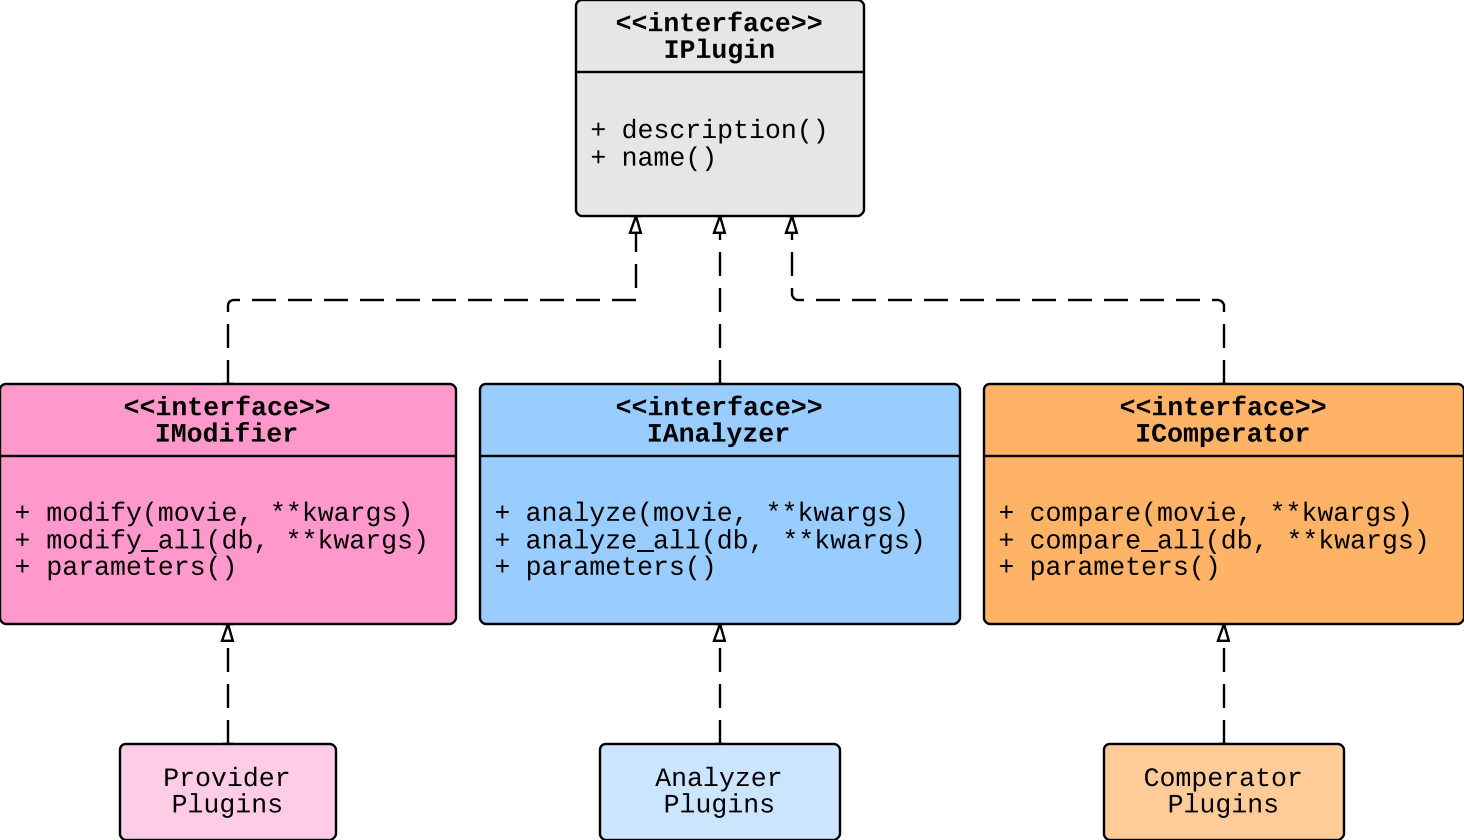 <<interface>>
IPlugin
+ description()
+ name()
<<interface>>
IModifier
+ modify(movie, **kwargs)
+ modify_all(db, **kwargs)
+ parameters()
<<interface>>
IAnalyzer
+ analyze(movie, **kwargs)
+ analyze_all(db, **kwargs)
+ parameters()
<<interface>>
IComperator
+ compare(movie, **kwargs)
+ compare_all(db, **kwargs)
+ parameters()
Provider
Plugins
Analyzer
Plugins
Comperator
Plugins